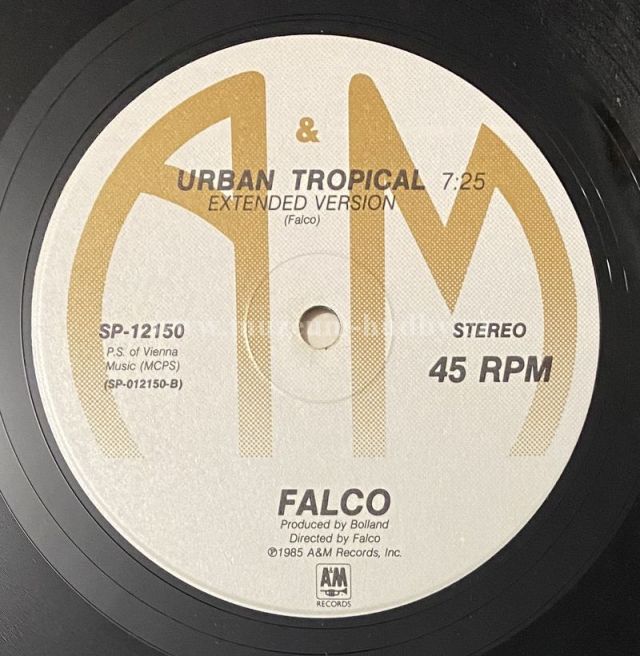 A & M
URBAN TROPICAL 7:25
EXTENDED VERSION
(Falco)
SP-12150
P.S. of Vienna
Music (MCPS)
(SP-012150-B)
STEREO
45 RPM
FALCO
Produced by Bolland
Directed by Falco
℗1985 A&M Records, Inc.
A&M
RECORDS